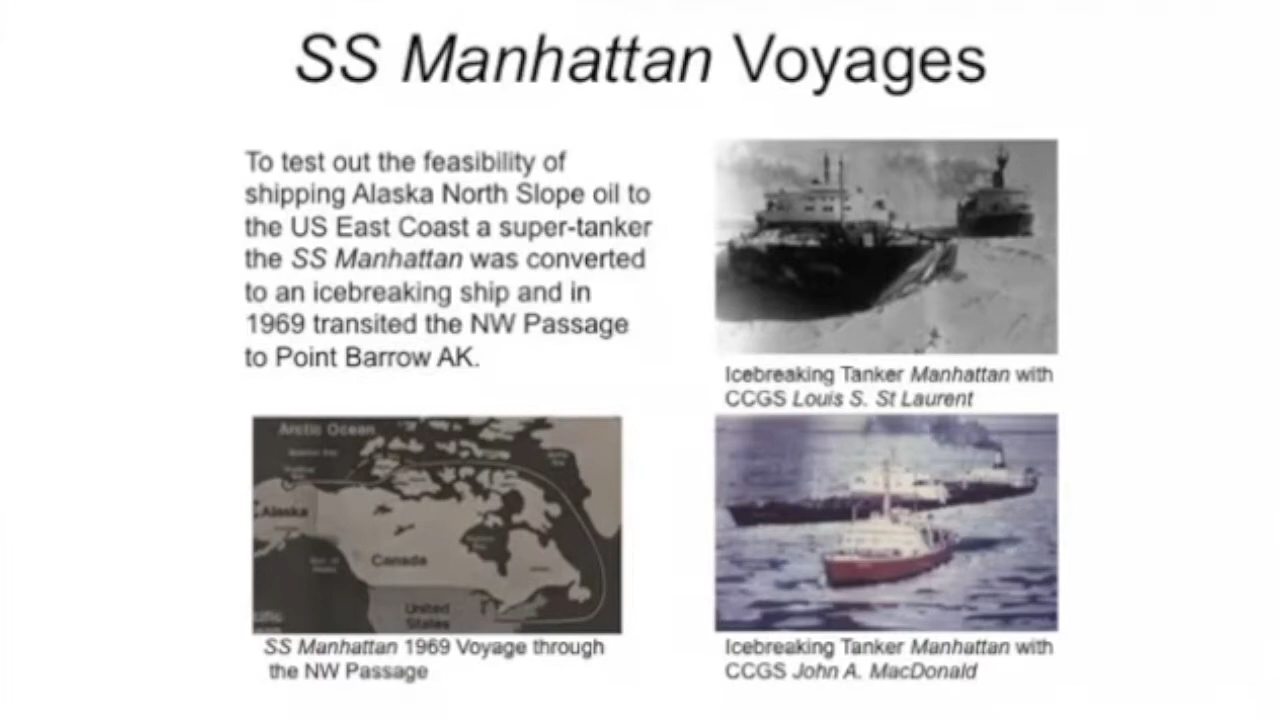 SS Manhattan Voyages
To test out the feasibility of
shipping Alaska North Slope oil to
the US East Coast a super-tanker
the SS Manhattan was converted
to an icebreaking ship and in
1969 transited the NW Passage
to Point Barrow AK.
Icebreaking Tanker Manhattan with
CCGS Louis S. St Laurent
Arctic Ocean
Alaska
Canada
United
States
SS Manhattan 1969 Voyage through
the NW Passage
Icebreaking Tanker Manhattan with
CCGS John A. MacDonald